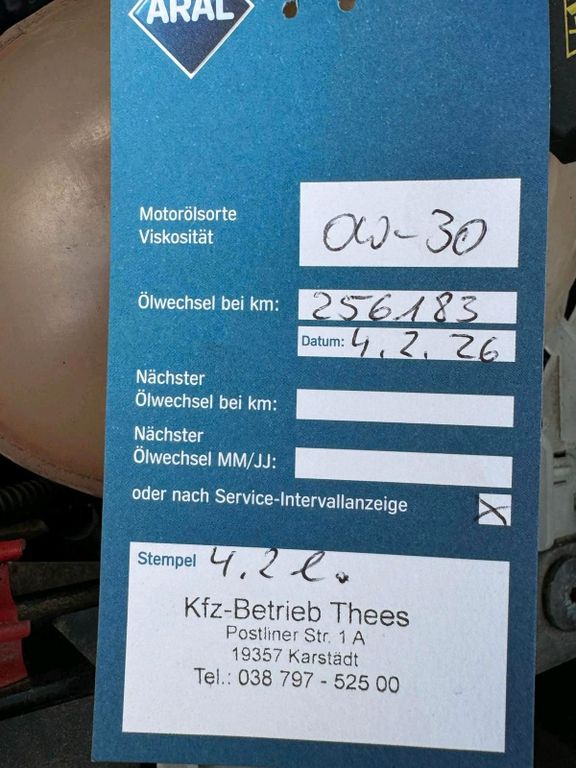 ARAL
Motorölsorte
Viskosität
0W-30
Ölwechsel bei km: 256183
Datum: 4.2.26
Nächster
Ölwechsel bei km:
Nächster
Ölwechsel MM/JJ:
oder nach Service-Intervallanzeige X
Stempel 4.2 l.
Kfz-Betrieb Thees
Postliner Str. 1 A
19357 Karstädt
Tel.: 038 797 - 525 00